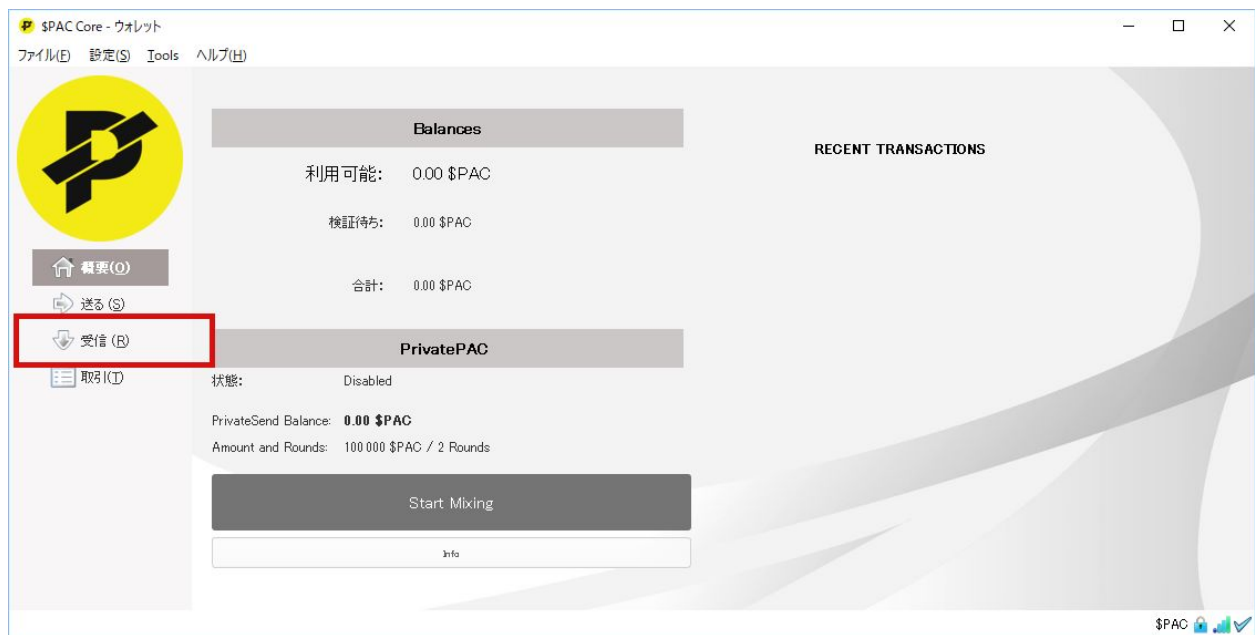 $PAC Core - ウォレット
ファイル(F) 設定(S) Tools ヘルプ(H)
Balances
利用可能: 0.00 $PAC
検証待ち: 0.00 $PAC
合計: 0.00 $PAC
RECENT TRANSACTIONS
概要(O)
送る (S)
受信 (R)
取引(T)
PrivatePAC
状態: Disabled
PrivateSend Balance: 0.00 $PAC
Amount and Rounds: 100 000 $PAC / 2 Rounds
Start Mixing
Info
$PAC